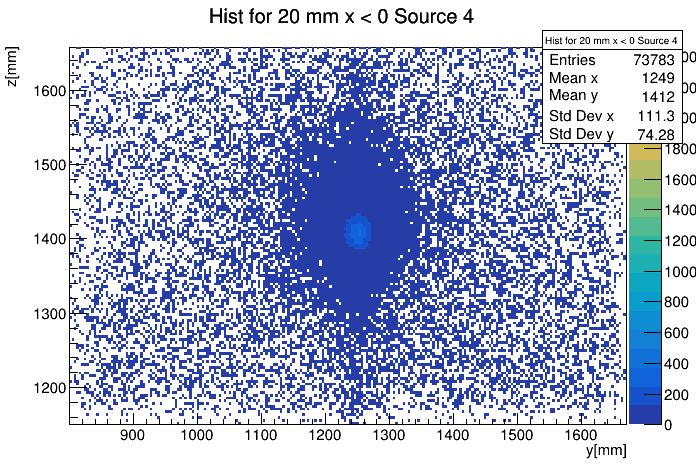 Hist for 20 mm x < 0 Source 4
Hist for 20 mm x < 0 Source 4
Entries 73783
Mean x 1249
Mean y 1412
Std Dev x 111.3
Std Dev y 74.28
z[mm]
1600
1500
1400
1300
1200
900 1000 1100 1200 1300 1400 1500 1600
y[mm]
1800
1600
1400
1200
1000
800
600
400
200
0